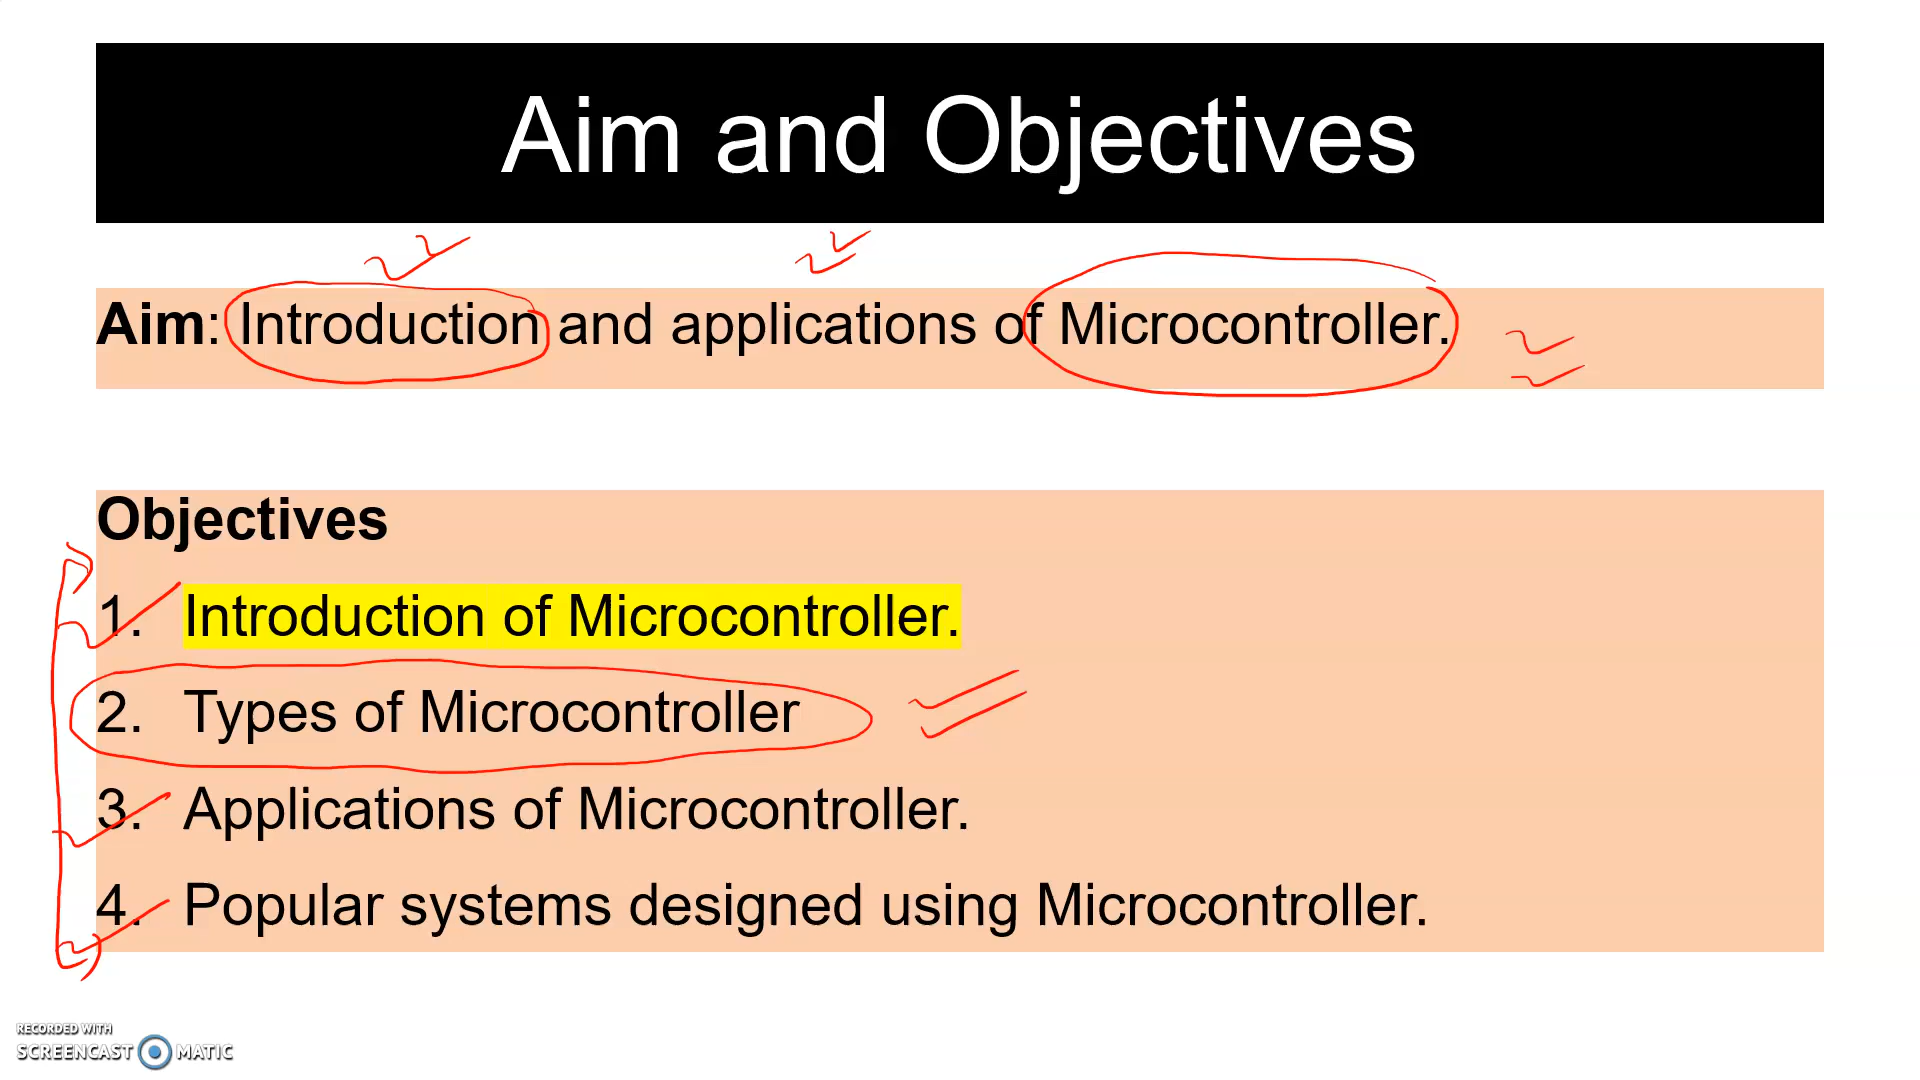 Aim and Objectives
Aim: Introduction and applications of Microcontroller.
Objectives
1. Introduction of Microcontroller.
2. Types of Microcontroller
3. Applications of Microcontroller.
4. Popular systems designed using Microcontroller.
RECORDED WITH
SCREENCAST MATIC